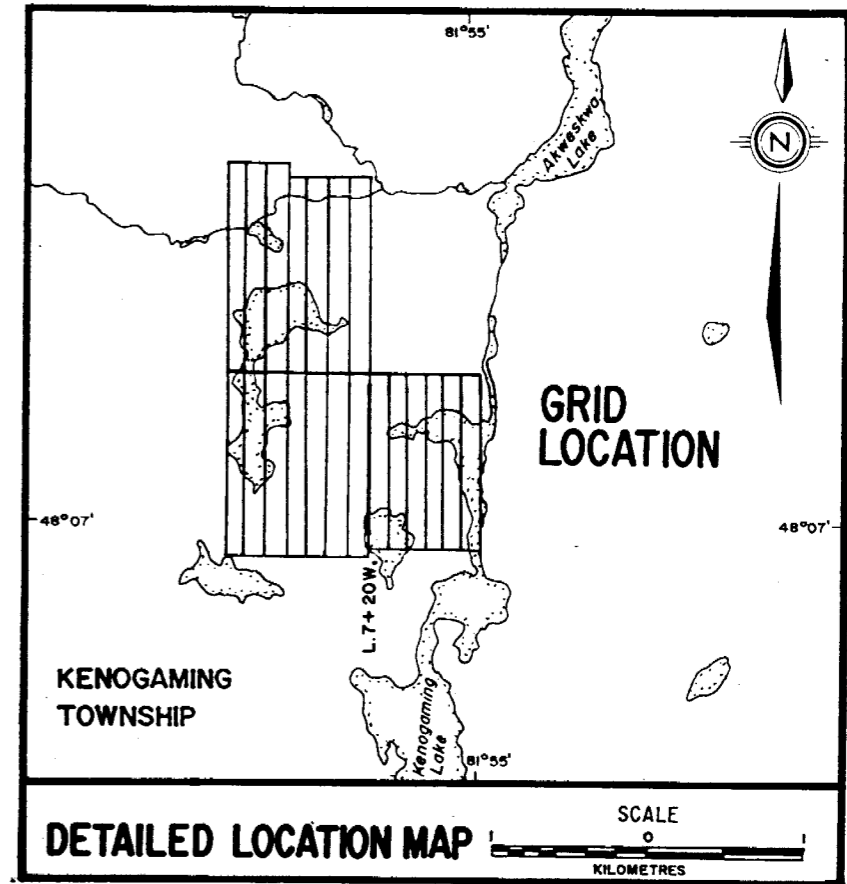 81°55'
Akweskwa
Lake
N
GRID
LOCATION
48°07'
48°07'
L.7+20W.
KENOGAMING
TOWNSHIP
Kenogaming
Lake
81°55'
DETAILED LOCATION MAP
SCALE
1 0 1
KILOMETRES